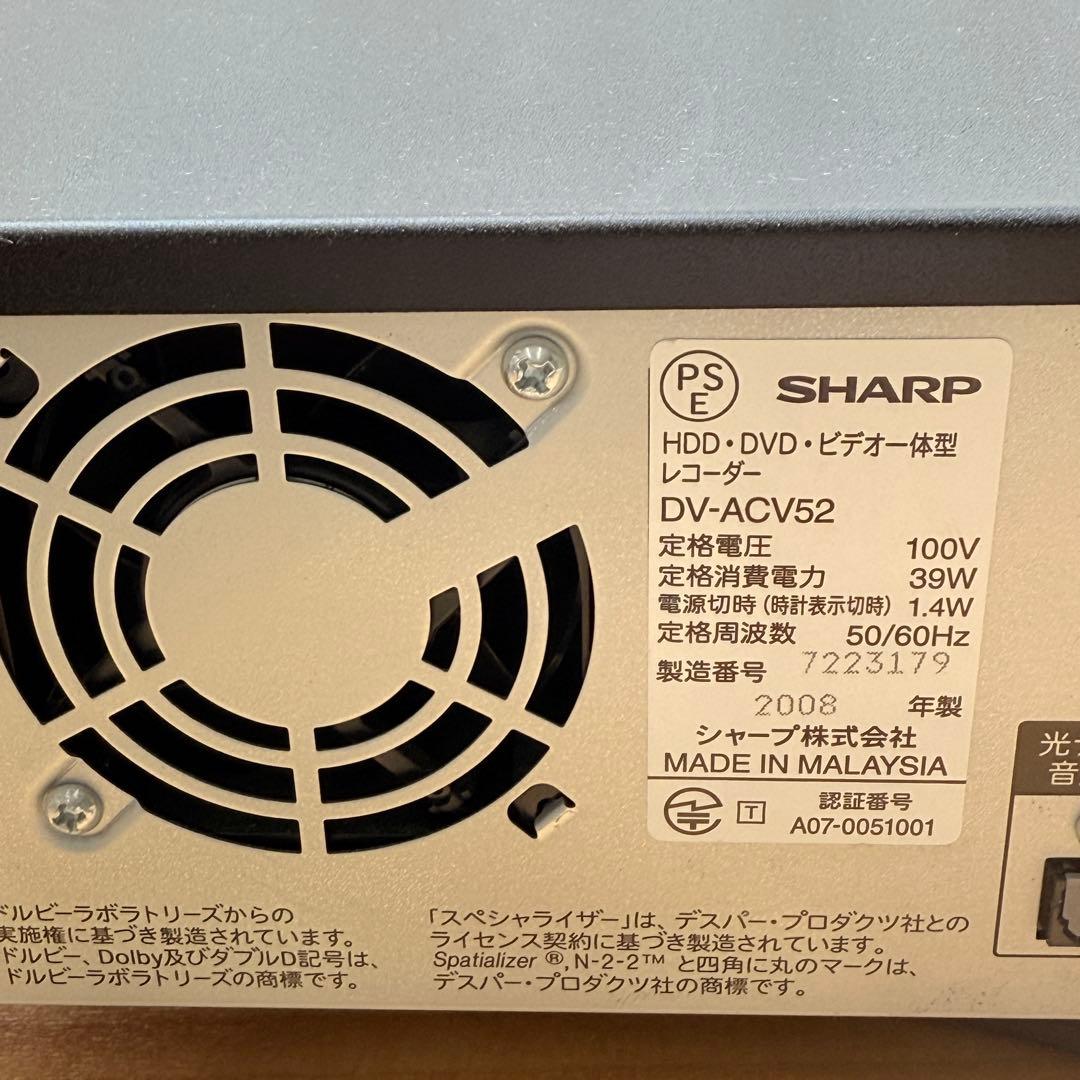 PSE
SHARP
HDD・DVD・ビデオ一体型
レコーダー
DV-ACV52
定格電圧 100V
定格消費電力 39W
電源切時(時計表示切時) 1.4W
定格周波数 50/60Hz
製造番号 7223179
2008 年製
シャープ株式会社
MADE IN MALAYSIA
T 認証番号
A07-0051001
光
音
ドルビーラボラトリーズからの
実施権に基づき製造されています。
ドルビー、Dolby及びダブルD記号は、
ドルビーラボラトリーズの商標です。
「スペシャライザー」は、デスパー・プロダクツ社との
ライセンス契約に基づき製造されています。
Spatializer ®, N-2-2™ と四角に丸のマークは、
デスパー・プロダクツ社の商標です。